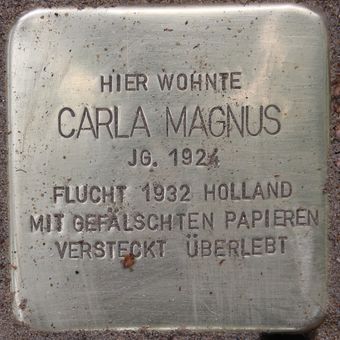 HIER WOHNTE
CARLA MAGNUS
JG. 1924
FLUCHT 1932 HOLLAND
MIT GEFÄLSCHTEN PAPIEREN
VERSTECKT ÜBERLEBT